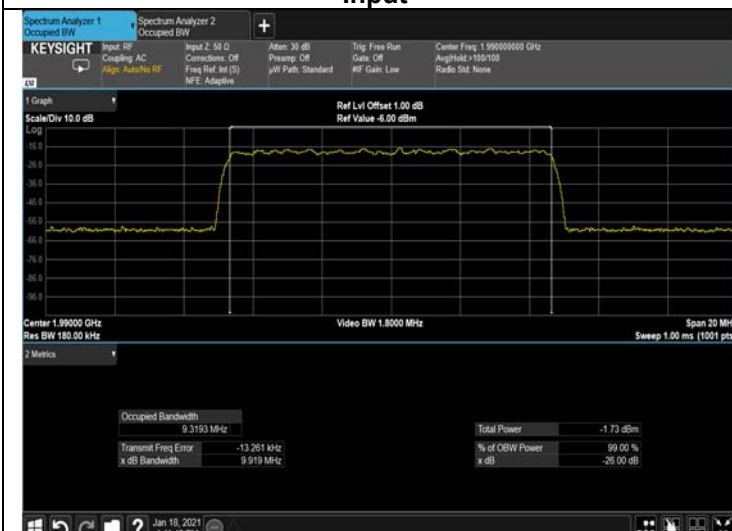 Input
Spectrum Analyzer 1
Occupied BW
Spectrum Analyzer 2
Occupied BW
+
KEYSIGHT
Input: RF
Coupling: AC
Align: Auto/No RF
Input Z: 50 Ω
Corrections: Off
Freq Ref: Int (S)
NFE: Adaptive
Atten: 30 dB
Preamp: Off
µW Path: Standard
Trig: Free Run
Gate: Off
#IF Gain: Low
Center Freq: 1.990000000 GHz
Avg|Hold:>100/100
Radio Std: None
1 Graph
Scale/Div 10.0 dB
Ref Lvl Offset 1.00 dB
Ref Value -6.00 dBm
Log
-16.0
-26.0
-36.0
-46.0
-56.0
-66.0
-76.0
-86.0
-96.0
Center 1.99000 GHz
Res BW 180.00 kHz
Video BW 1.8000 MHz
Span 20 MH
Sweep 1.00 ms (1001 pts
2 Metrics
Occupied Bandwidth
9.3193 MHz
Transmit Freq Error -13.261 kHz
x dB Bandwidth 9.919 MHz
Total Power -1.73 dBm
% of OBW Power 99.00 %
x dB -26.00 dB
?
Jan 18, 2021